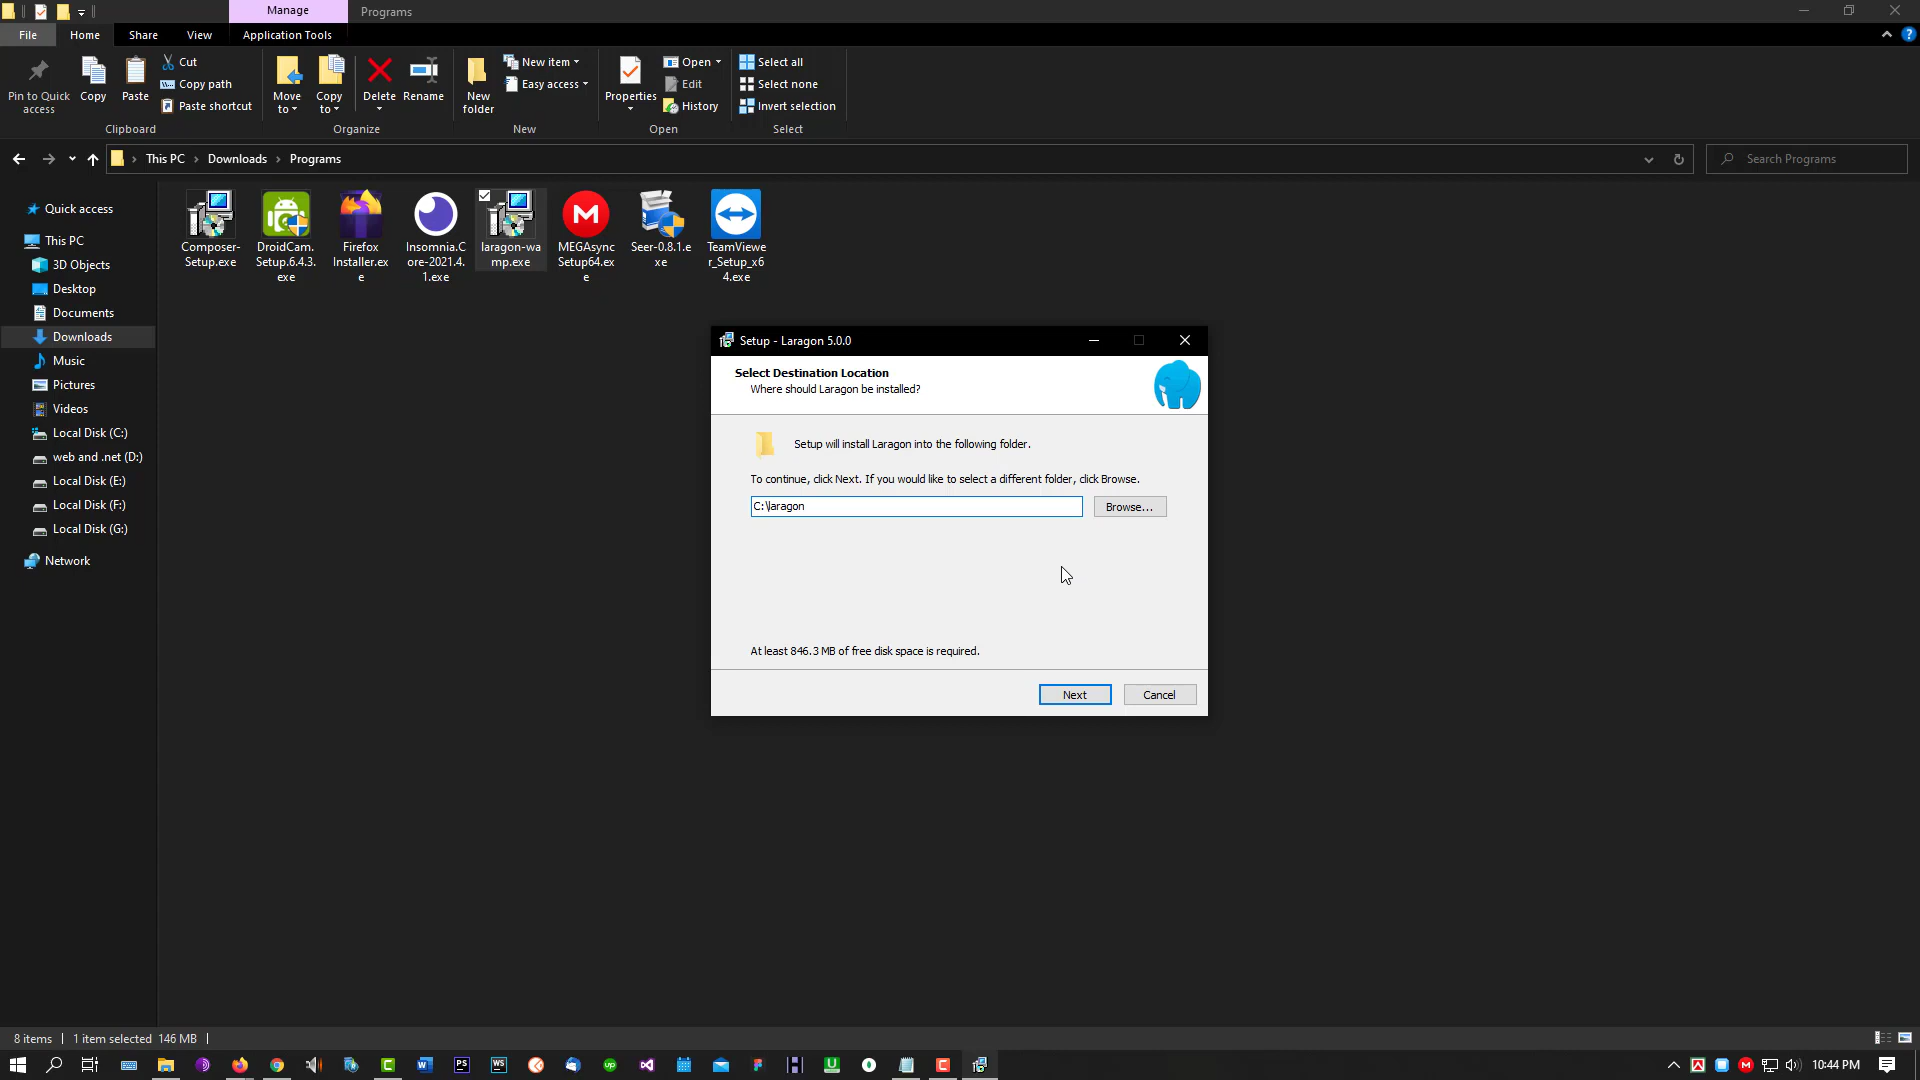 Manage
Programs
File
Home
Share
View
Application Tools
Pin to Quick
access
Copy
Paste
Cut
Copy path
Paste shortcut
Clipboard
Move
to
Copy
to
Delete
Rename
Organize
New
folder
New item
Easy access
New
Properties
Open
Edit
History
Open
Select all
Select none
Invert selection
Select
This PC
Downloads
Programs
Search Programs
Quick access
This PC
3D Objects
Desktop
Documents
Downloads
Music
Pictures
Videos
Local Disk (C:)
web and .net (D:)
Local Disk (E:)
Local Disk (F:)
Local Disk (G:)
Network
Composer-
Setup.exe
DroidCam.
Setup.6.4.3.
exe
Firefox
Installer.ex
e
Insomnia.C
ore-2021.4.
1.exe
laragon-wa
mp.exe
MEGAsync
Setup64.ex
e
Seer-0.8.1.e
xe
TeamViewe
r_Setup_x6
4.exe
Setup - Laragon 5.0.0
Select Destination Location
Where should Laragon be installed?
Setup will install Laragon into the following folder.
To continue, click Next. If you would like to select a different folder, click Browse.
C:\laragon
Browse...
At least 846.3 MB of free disk space is required.
Next
Cancel
8 items
1 item selected 146 MB
10:44 PM